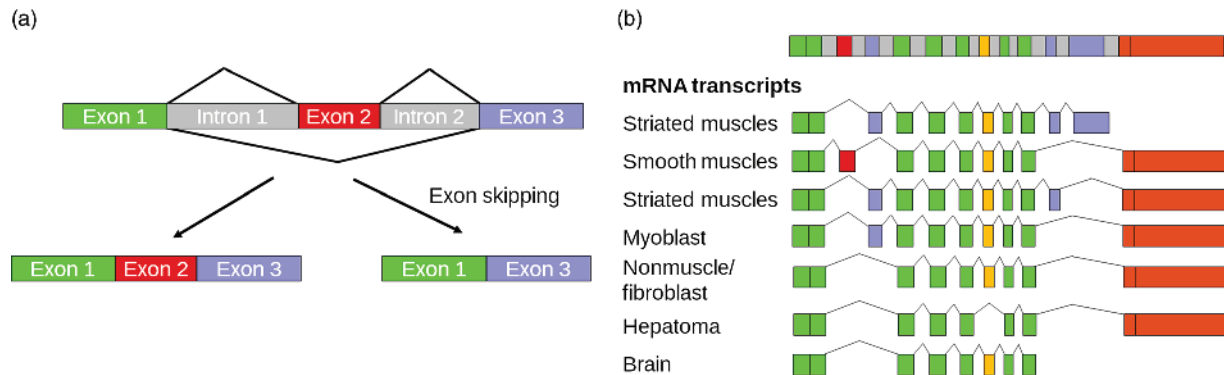 (a)
Exon 1
Intron 1
Exon 2
Intron 2
Exon 3
Exon skipping
Exon 1
Exon 2
Exon 3
Exon 1
Exon 3
(b)
mRNA transcripts
Striated muscles
Smooth muscles
Striated muscles
Myoblast
Nonmuscle/
fibroblast
Hepatoma
Brain